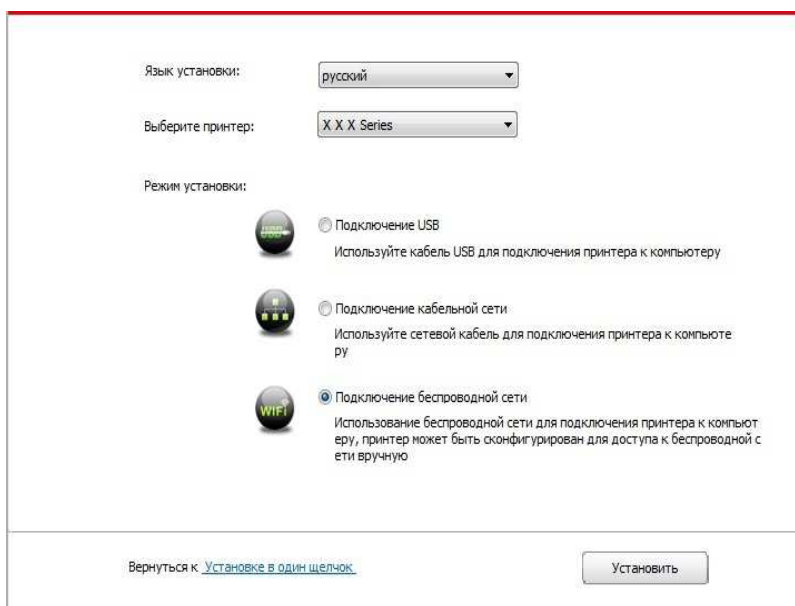 Язык установки:
русский
Выберите принтер:
X X X Series
Режим установки:
Подключение USB
Используйте кабель USB для подключения принтера к компьютеру
Подключение кабельной сети
Используйте сетевой кабель для подключения принтера к компьюте
ру
WiFi
Подключение беспроводной сети
Использование беспроводной сети для подключения принтера к компьют
еру, принтер может быть сконфигурирован для доступа к беспроводной с
ети вручную
Вернуться к Установке в один щелчок
Установить